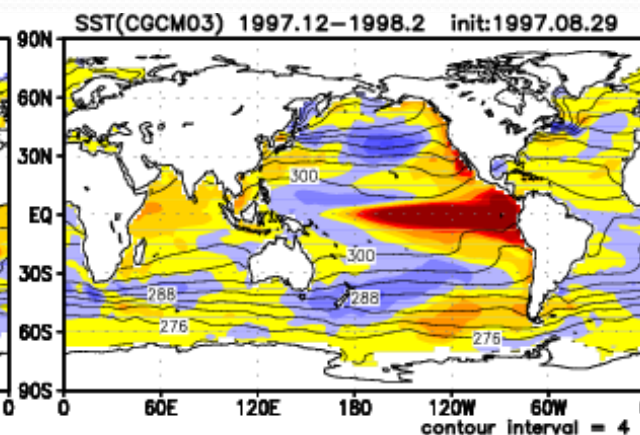 SST(CGCM03) 1997.12-1998.2 init:1997.08.29
90N
60N
30N
300
EQ
300
30S
288
288
276
276
60S
90S
0
0
60E
120E
180
120W
60W
contour interval = 4